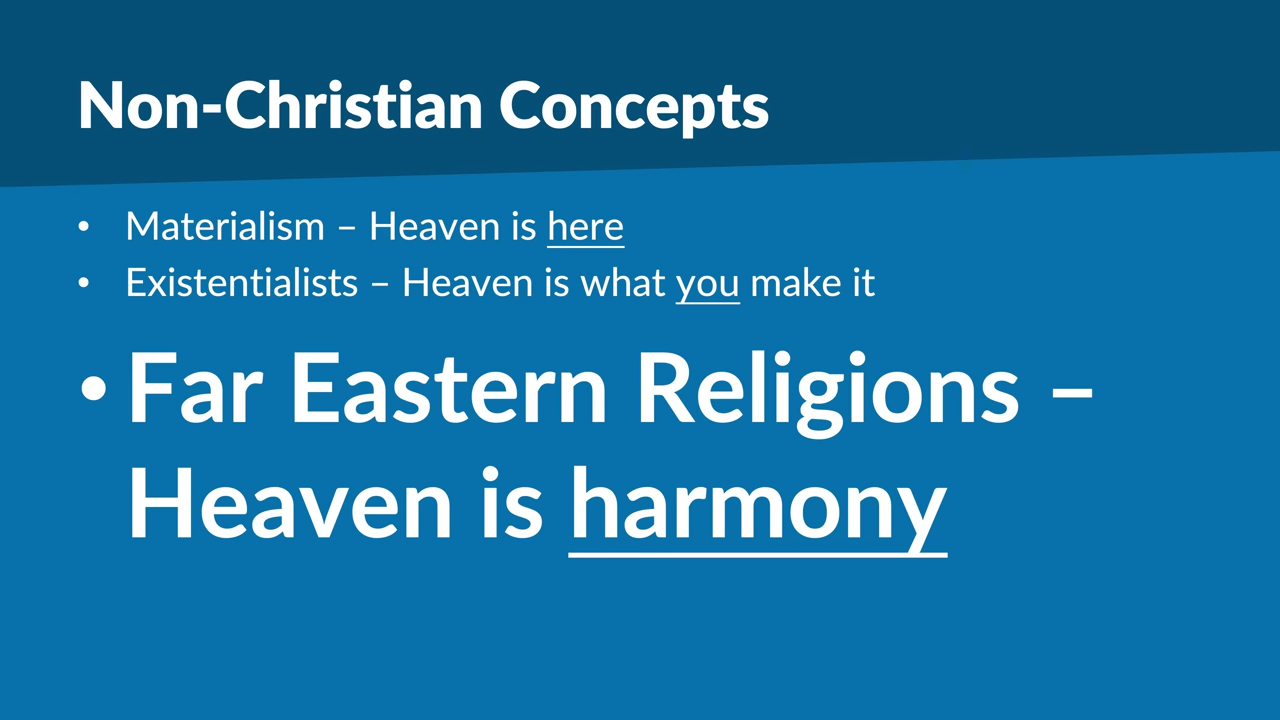 Non-Christian Concepts
• Materialism – Heaven is here
• Existentialists – Heaven is what you make it
• Far Eastern Religions –
Heaven is harmony